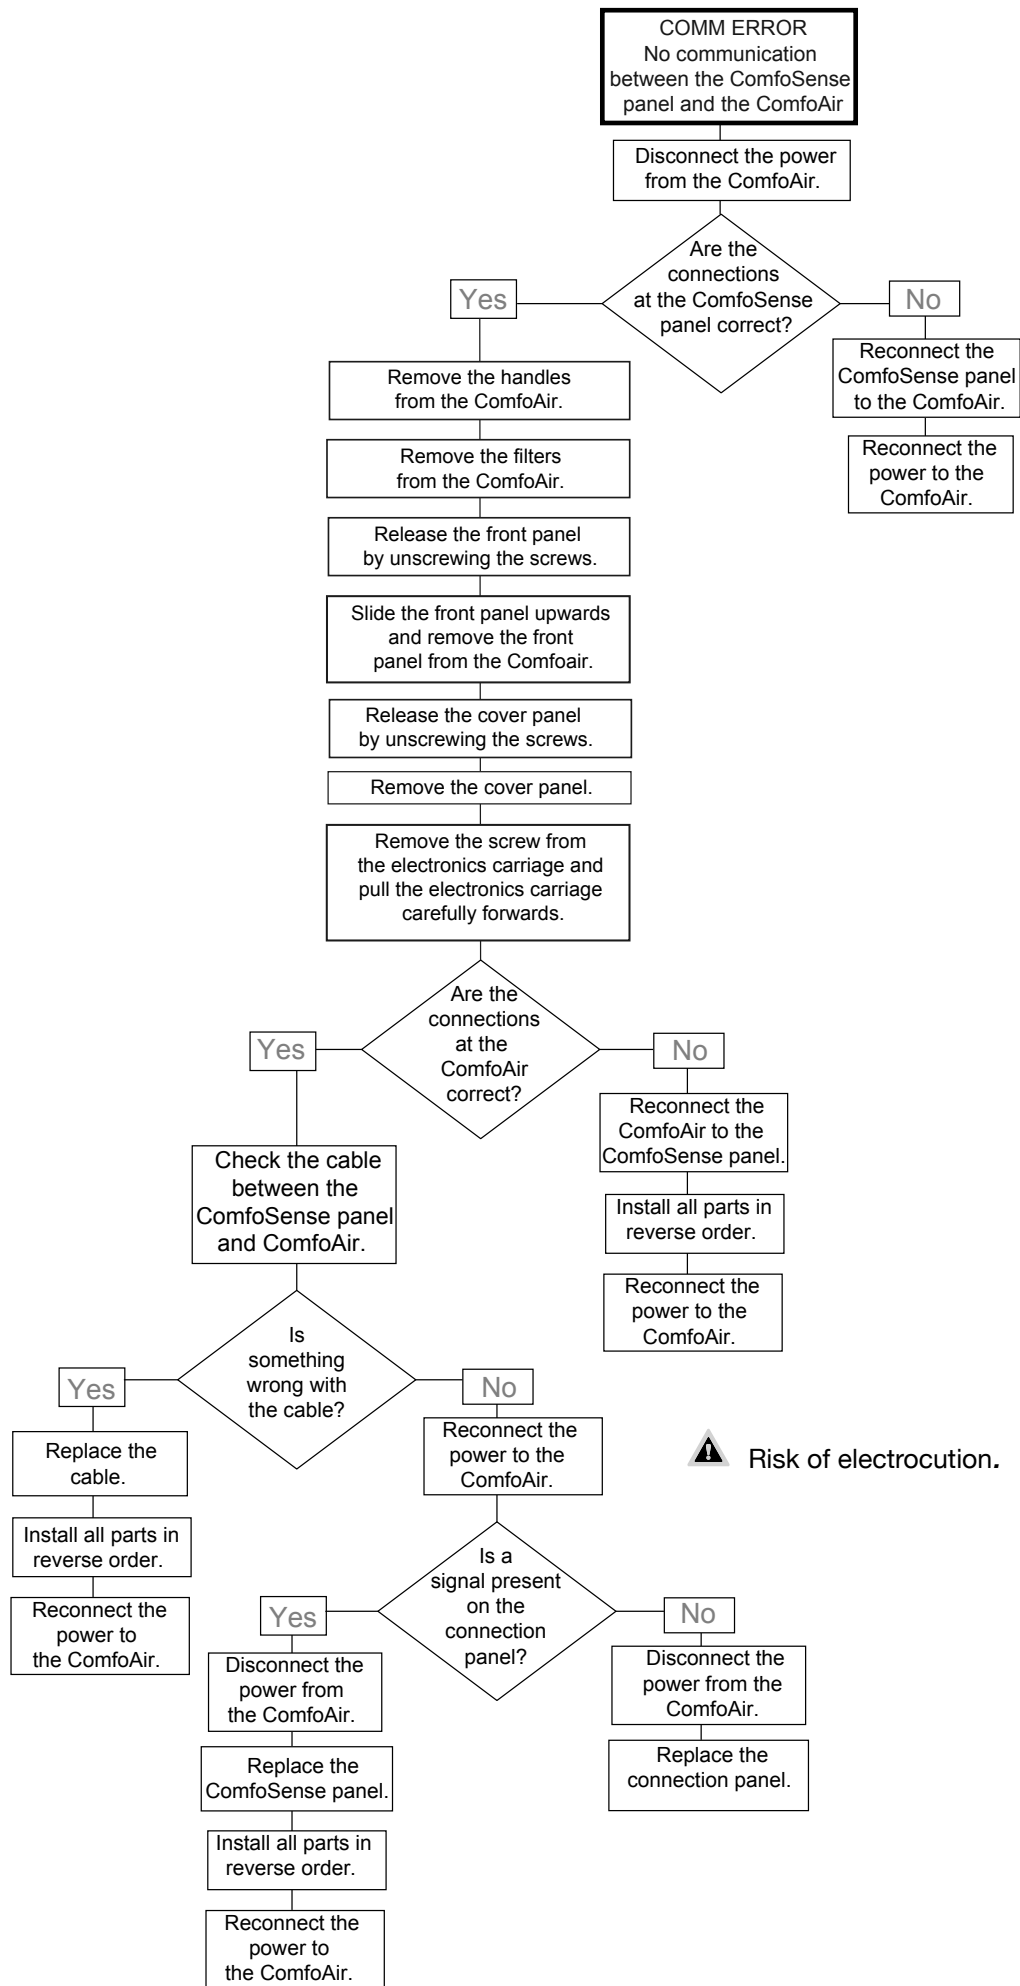 COMM ERROR
No communication
between the ComfoSense
panel and the ComfoAir
Disconnect the power
from the ComfoAir.
Are the
connections
at the ComfoSense
panel correct?
Yes
No
Reconnect the
ComfoSense panel
to the ComfoAir.
Reconnect the
power to the
ComfoAir.
Remove the handles
from the ComfoAir.
Remove the filters
from the ComfoAir.
Release the front panel
by unscrewing the screws.
Slide the front panel upwards
and remove the front
panel from the Comfoair.
Release the cover panel
by unscrewing the screws.
Remove the cover panel.
Remove the screw from
the electronics carriage and
pull the electronics carriage
carefully forwards.
Are the
connections
at the
ComfoAir
correct?
Yes
No
Reconnect the
ComfoAir to the
ComfoSense panel.
Install all parts in
reverse order.
Reconnect the
power to the
ComfoAir.
Check the cable
between the
ComfoSense panel
and ComfoAir.
Is
something
wrong with
the cable?
Yes
No
Replace the
cable.
Install all parts in
reverse order.
Reconnect the
power to
the ComfoAir.
Reconnect the
power to the
ComfoAir.
Risk of electrocution.
Is a
signal present
on the
connection
panel?
Yes
No
Disconnect the
power from
the ComfoAir.
Replace the
ComfoSense panel.
Install all parts in
reverse order.
Reconnect the
power to
the ComfoAir.
Disconnect the
power from the
ComfoAir.
Replace the
connection panel.